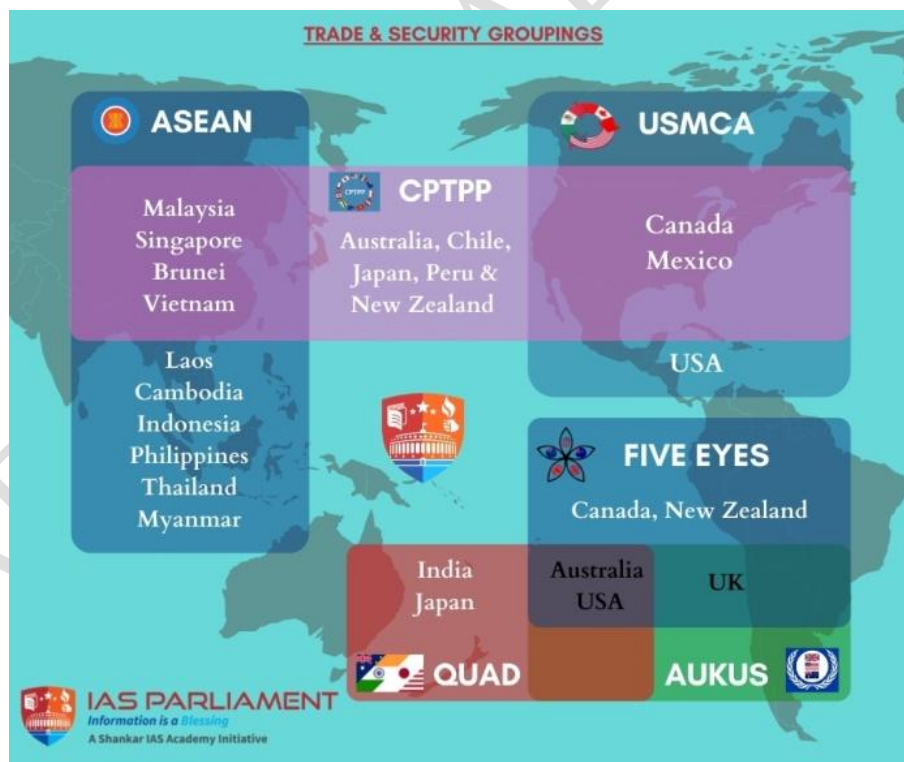 TRADE & SECURITY GROUPINGS
ASEAN
Malaysia
Singapore
Brunei
Vietnam
Laos
Cambodia
Indonesia
Philippines
Thailand
Myanmar
CPTPP
CPTPP
Australia, Chile,
Japan, Peru &
New Zealand
USMCA
Canada
Mexico
USA
FIVE EYES
Canada, New Zealand
Australia
USA
UK
India
Japan
QUAD
AUKUS
IAS PARLIAMENT
Information is a Blessing
A Shankar IAS Academy Initiative